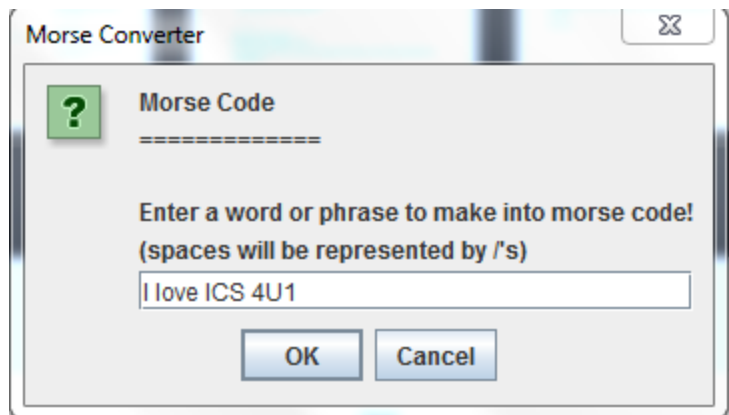 Morse Converter
?
Morse Code
=============
Enter a word or phrase to make into morse code!
(spaces will be represented by /'s)
I love ICS 4U1
OK Cancel